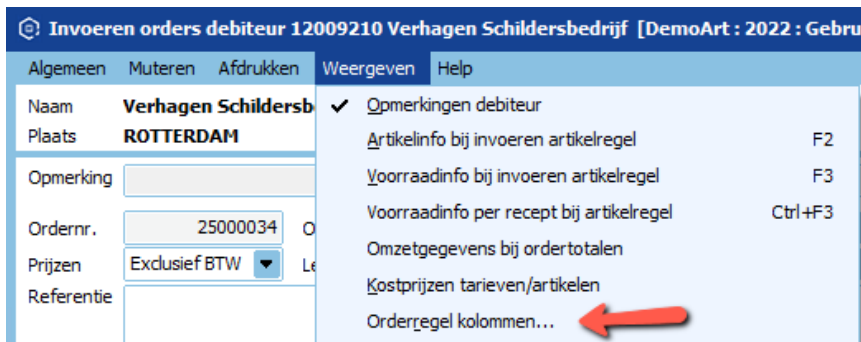 Invoeren orders debiteur 12009210 Verhagen Schildersbedrijf [DemoArt : 2022 : Gebru
Algemeen Muteren Afdrukken Weergeven Help
Naam Verhagen Schildersb
Plaats ROTTERDAM
Opmerking
Ordernr. 25000034 O
Prijzen Exclusief BTW Le
Referentie
Opmerkingen debiteur
Artikelinfo bij invoeren artikelregel F2
Voorraadinfo bij invoeren artikelregel F3
Voorraadinfo per recept bij artikelregel Ctrl+F3
Omzetgegevens bij ordertotalen
Kostprijzen tarieven/artikelen
Orderregel kolommen...